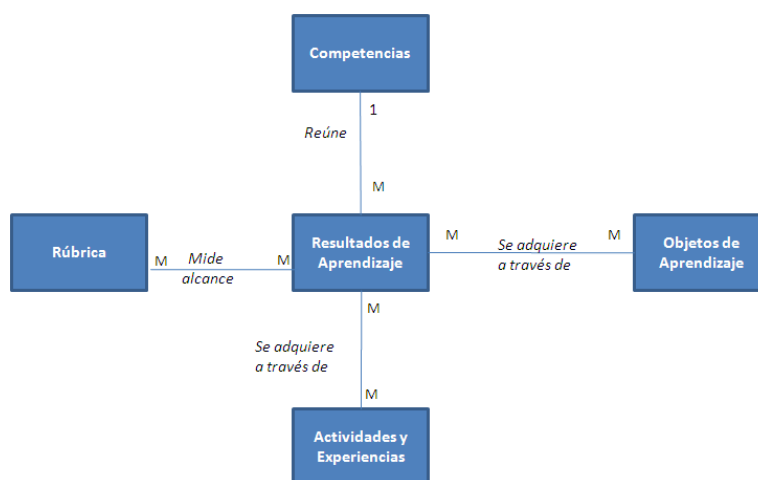 Competencias
1
Reúne
M
Rúbrica
M
Mide
alcance
M
Resultados de
Aprendizaje
M
Se adquiere
a través de
M
Objetos de
Aprendizaje
M
Se adquiere
a través de
M
Actividades y
Experiencias